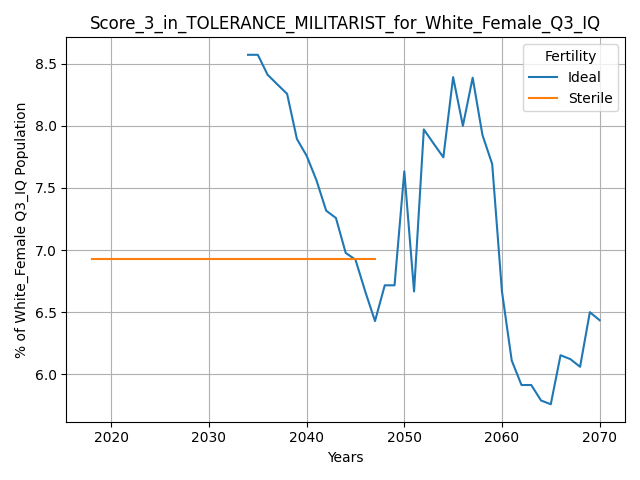 Score_3_in_TOLERANCE_MILITARIST_for_White_Female_Q3_IQ
Fertility
Ideal
Sterile
% of White_Female Q3_IQ Population
8.5
8.0
7.5
7.0
6.5
6.0
2020 2030 2040 2050 2060 2070
Years